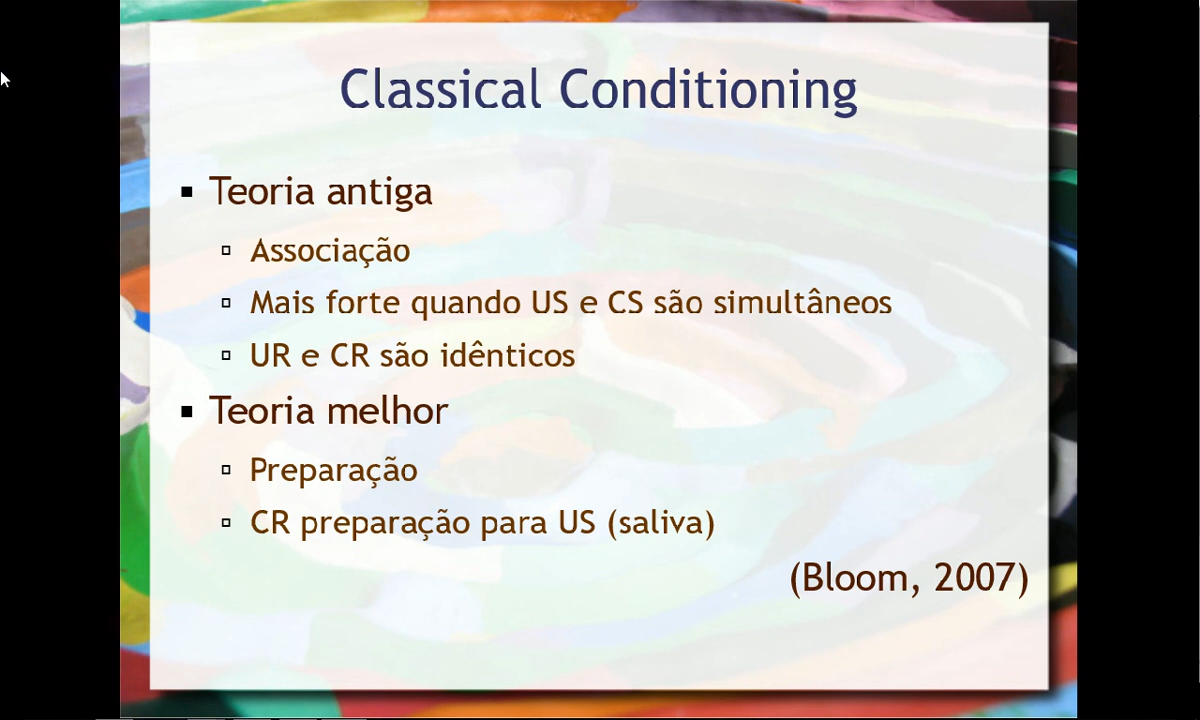 Classical Conditioning
Teoria antiga
Associação
Mais forte quando US e CS são simultâneos
UR e CR são idênticos
Teoria melhor
Preparação
CR preparação para US (saliva)
(Bloom, 2007)